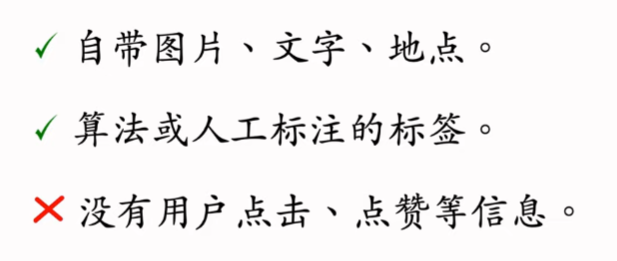 ✓ 自带图片、文字、地点。
✓ 算法或人工标注的标签。
✕ 没有用户点击、点赞等信息。